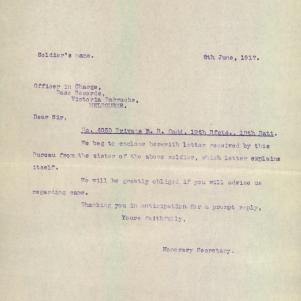 Soldier's name.
8th June, 1917.
Officer in Charge,
Base Records,
Victoria Barracks,
MELBOURNE.
Dear Sir,
Private 10th Batt.
We beg to enclose herewith letter received by this
Bureau from the sister of the above soldier, which letter explains
itself.
We will be greatly obliged if you will advise us
regarding same.
Thanking you in anticipation for a prompt reply,
Yours faithfully,
Honorary Secretary.